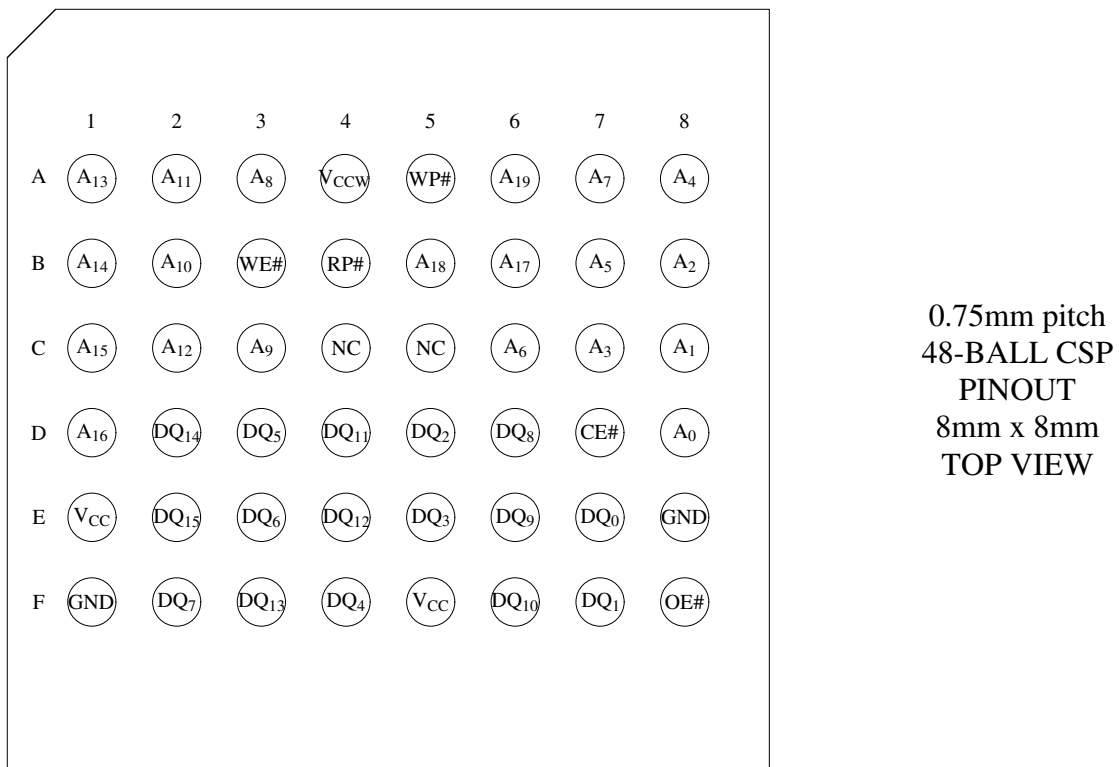 1 2 3 4 5 6 7 8
A A13 A11 A8 VCCW WP# A19 A7 A4
B A14 A10 WE# RP# A18 A17 A5 A2
C A15 A12 A9 NC NC A6 A3 A1
D A16 DQ14 DQ5 DQ11 DQ2 DQ8 CE# A0
E VCC DQ15 DQ6 DQ12 DQ3 DQ9 DQ0 GND
F GND DQ7 DQ13 DQ4 VCC DQ10 DQ1 OE#
0.75mm pitch
48-BALL CSP
PINOUT
8mm x 8mm
TOP VIEW